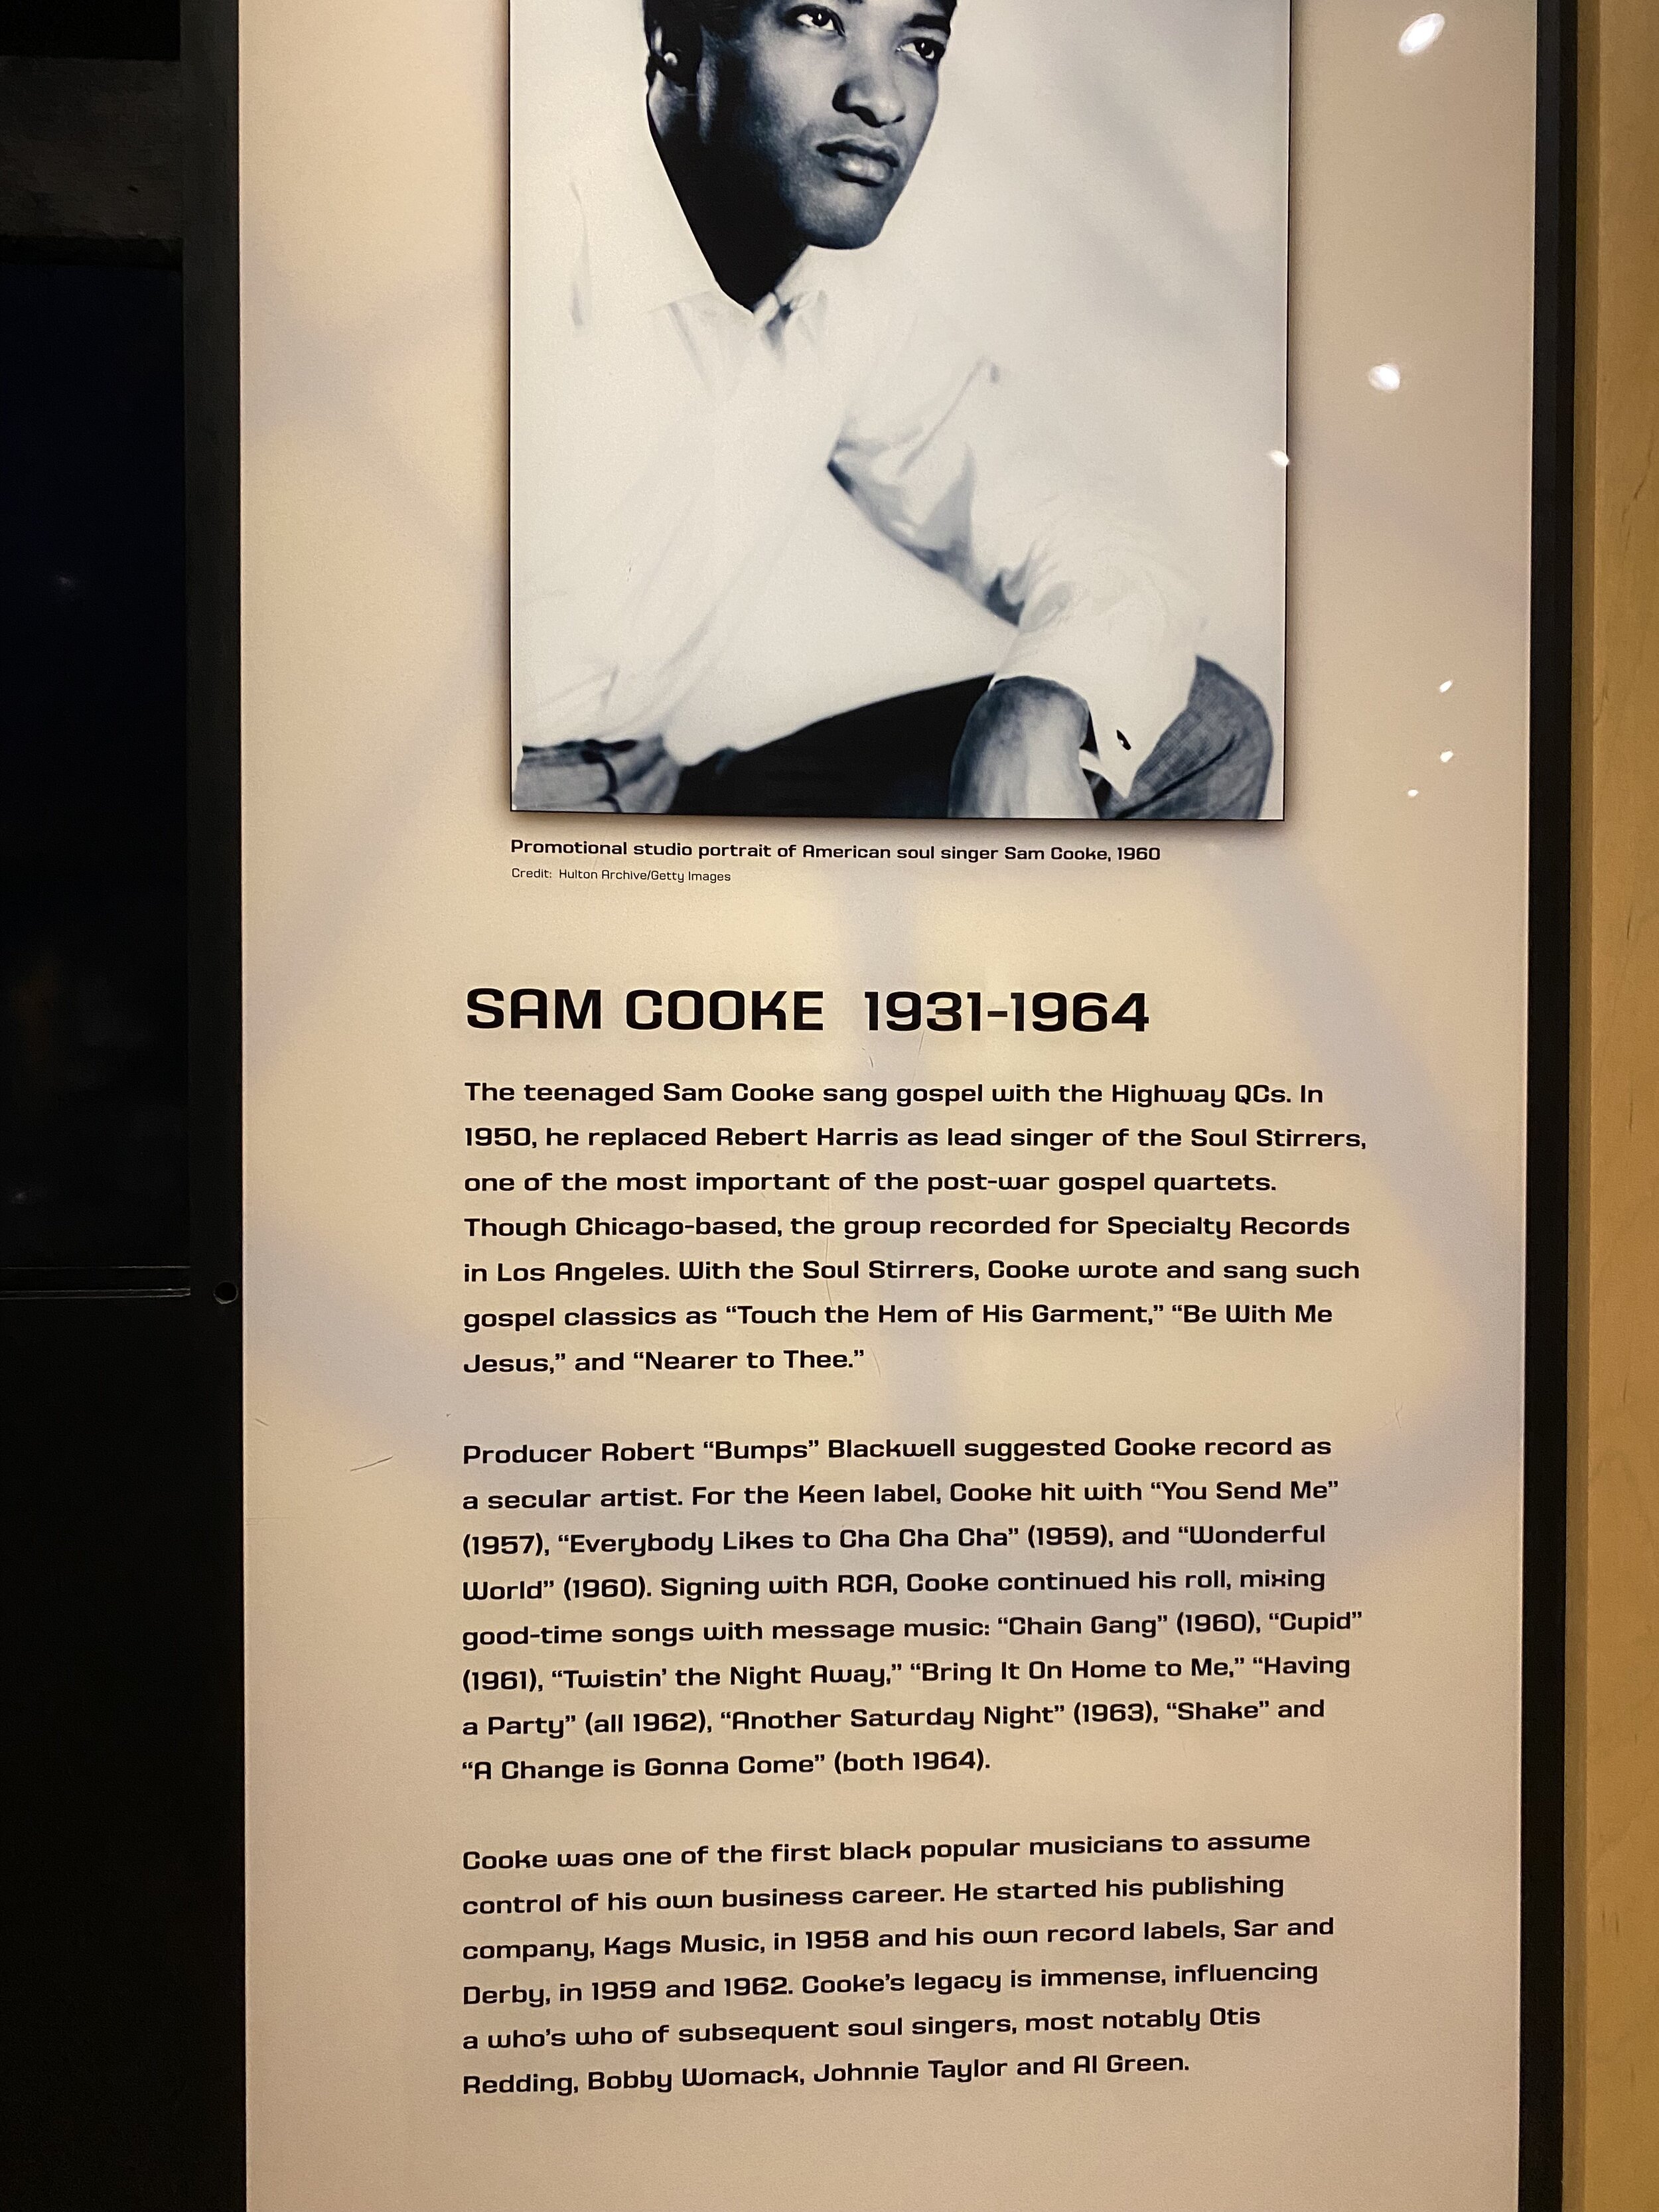 Promotional studio portrait of American soul singer Sam Cooke, 1960
Credit: Hulton Archive/Getty Images
SAM COOKE 1931-1964
The teenaged Sam Cooke sang gospel with the Highway QCs. In
1950, he replaced Rebert Harris as lead singer of the Soul Stirrers,
one of the most important of the post-war gospel quartets.
Though Chicago-based, the group recorded for Specialty Records
in Los Angeles. With the Soul Stirrers, Cooke wrote and sang such
gospel classics as “Touch the Hem of His Garment,” “Be With Me
Jesus,” and “Nearer to Thee.”
Producer Robert “Bumps” Blackwell suggested Cooke record as
a secular artist. For the Keen label, Cooke hit with “You Send Me”
(1957), “Everybody Likes to Cha Cha Cha” (1959), and “Wonderful
World” (1960). Signing with RCA, Cooke continued his roll, mixing
good-time songs with message music: “Chain Gang” (1960), “Cupid”
(1961), “Twistin’ the Night Away,” “Bring It On Home to Me,” “Having
a Party” (all 1962), “Another Saturday Night” (1963), “Shake” and
“A Change is Gonna Come” (both 1964).
Cooke was one of the first black popular musicians to assume
control of his own business career. He started his publishing
company, Kags Music, in 1958 and his own record labels, Sar and
Derby, in 1959 and 1962. Cooke’s legacy is immense, influencing
a who’s who of subsequent soul singers, most notably Otis
Redding, Bobby Womack, Johnnie Taylor and Al Green.